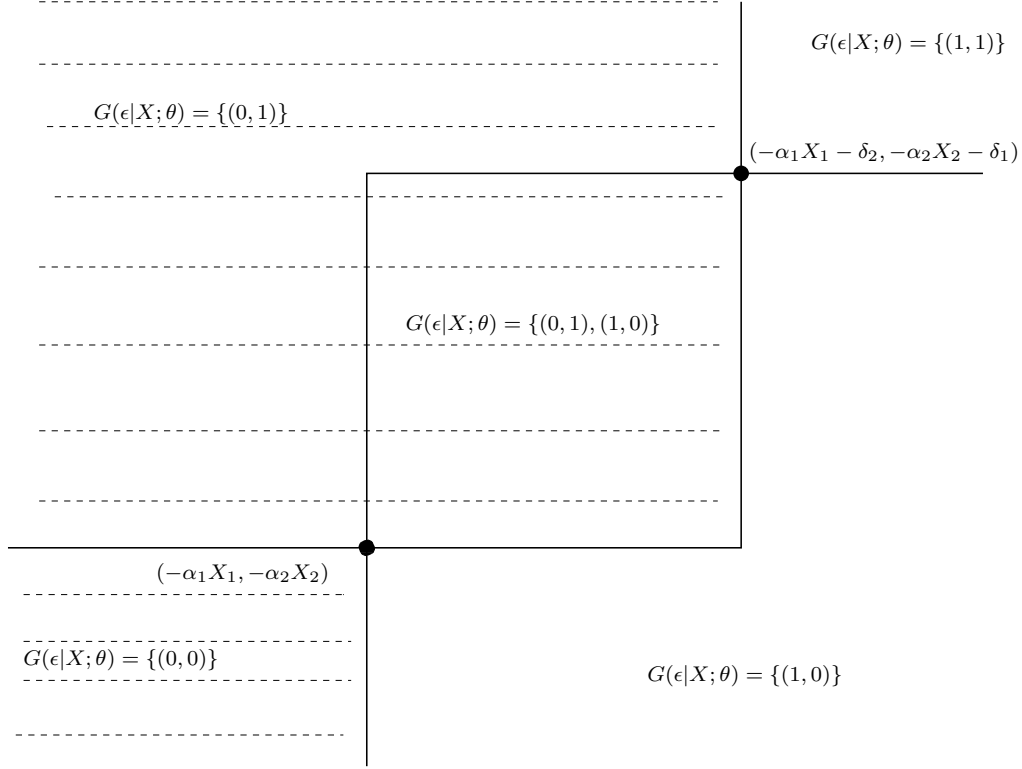 G(ϵ|X; θ) = {(1, 1)}
G(ϵ|X; θ) = {(0, 1)}
(−α₁X₁ − δ₂, −α₂X₂ − δ₁)
G(ϵ|X; θ) = {(0, 1), (1, 0)}
(−α₁X₁, −α₂X₂)
G(ϵ|X; θ) = {(0, 0)}
G(ϵ|X; θ) = {(1, 0)}